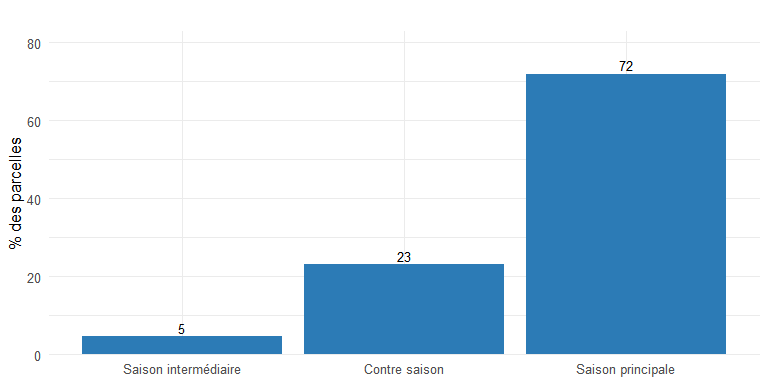 % des parcelles
80
60
40
20
0
5
23
72
Saison intermédiaire
Contre saison
Saison principale